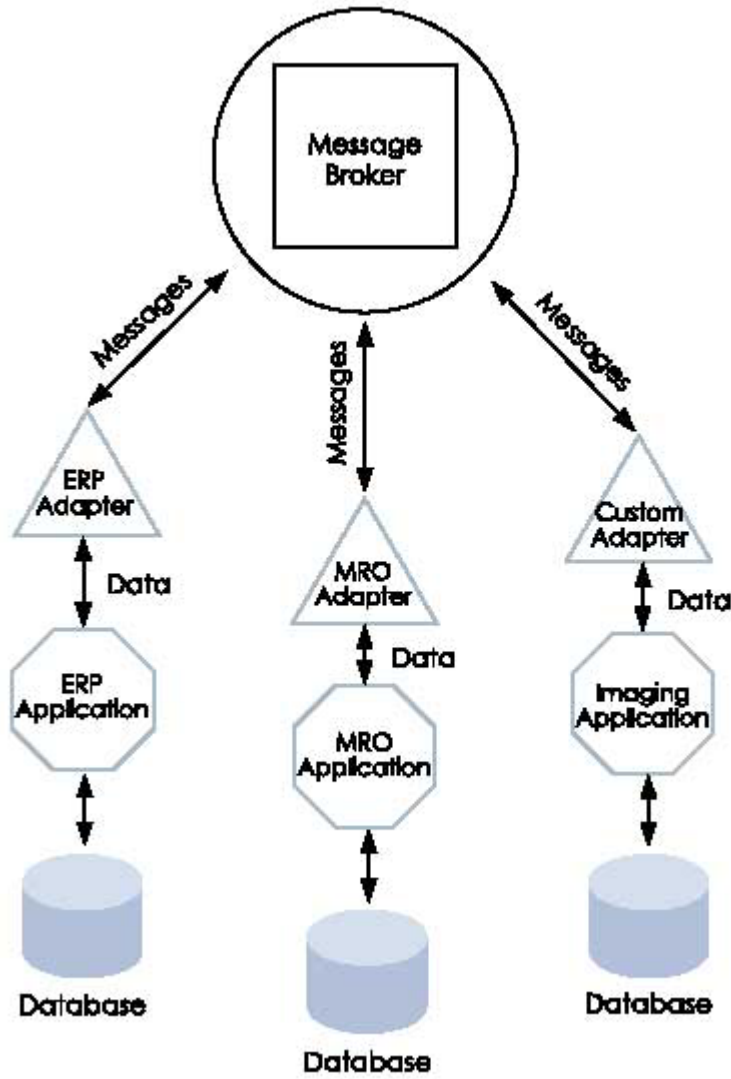 Message
Broker
Messages
Messages
Messages
ERP
Adapter
Data
ERP
Application
Database
MRO
Adapter
Data
MRO
Application
Database
Custom
Adapter
Data
Imaging
Application
Database